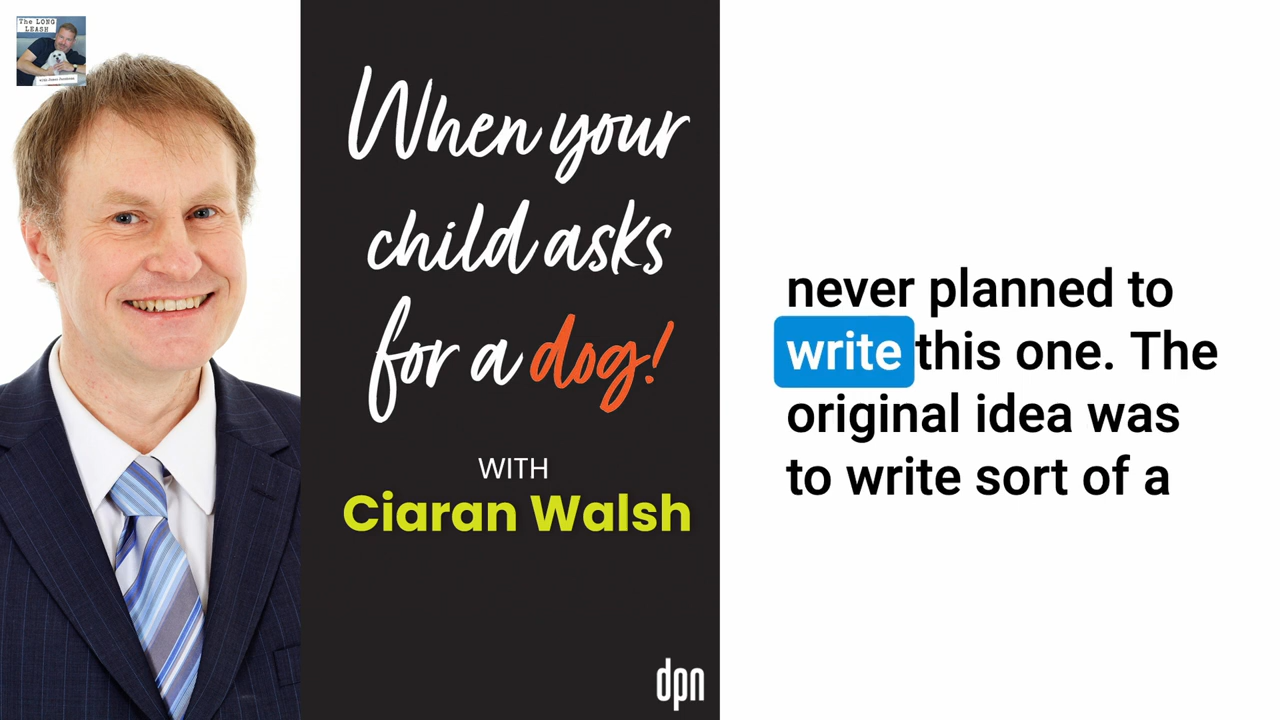 The LONG
LEASH
When your
child asks
for a dog!
WITH
Ciaran Walsh
dpn
never planned to
write this one. The
original idea was
to write sort of a